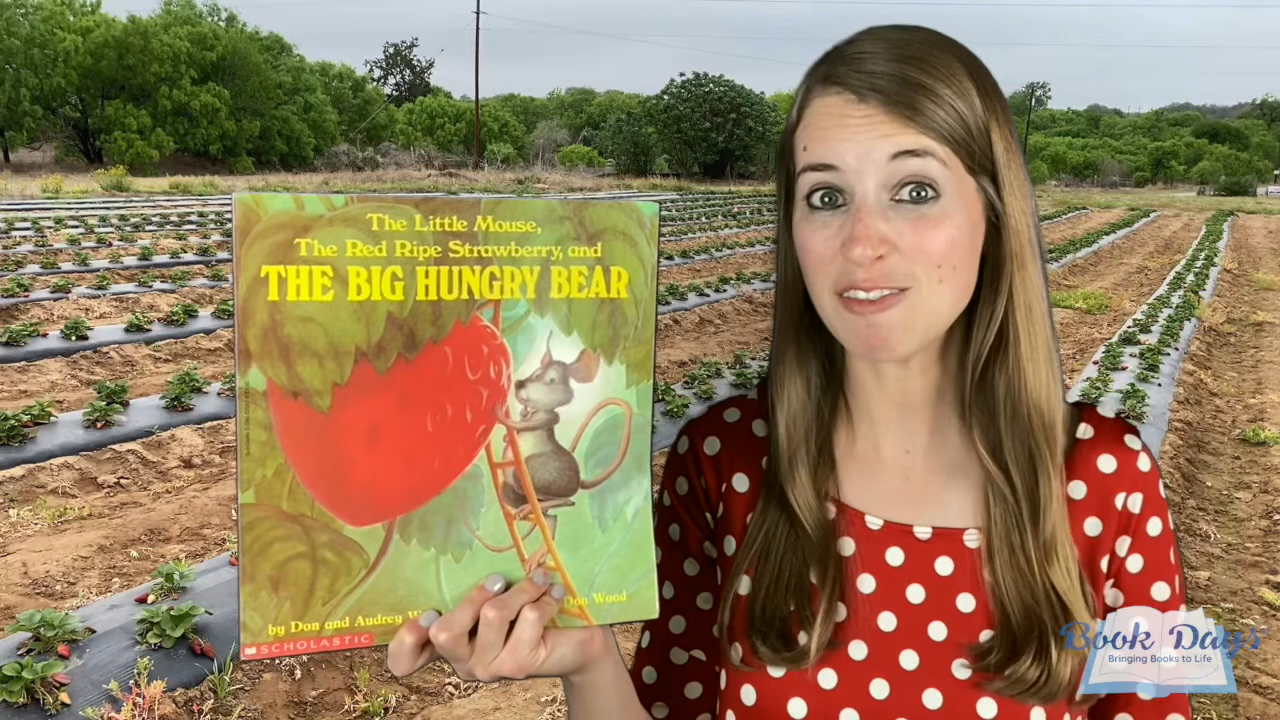 The Little Mouse,
The Red Ripe Strawberry, and
THE BIG HUNGRY BEAR
by Don and Audrey
Don Wood
SCHOLASTIC
Book Days
Bringing Books to Life